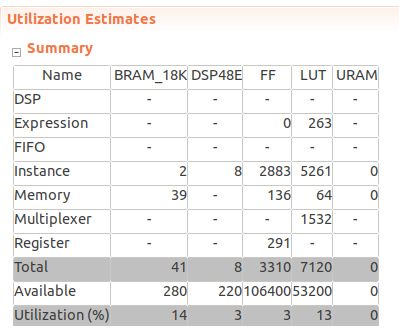 Utilization Estimates
Summary
Name BRAM_18K DSP48E FF LUT URAM
DSP - - - - -
Expression - - 0 263 -
FIFO - - - - -
Instance 2 8 2883 5261 0
Memory 39 - 136 64 0
Multiplexer - - - 1532 -
Register - - 291 - -
Total 41 8 3310 7120 0
Available 280 220 106400 53200 0
Utilization (%) 14 3 3 13 0